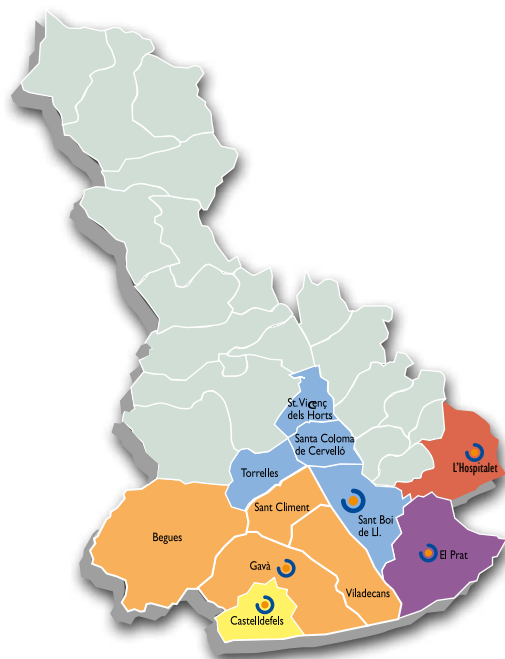 St. Vicenç
dels Horts
Santa Coloma
de Cervelló
L'Hospitalet
Torrelles
Sant Climent
Sant Boi
de Ll.
Begues
El Prat
Gavà
Viladecans
Castelldefels